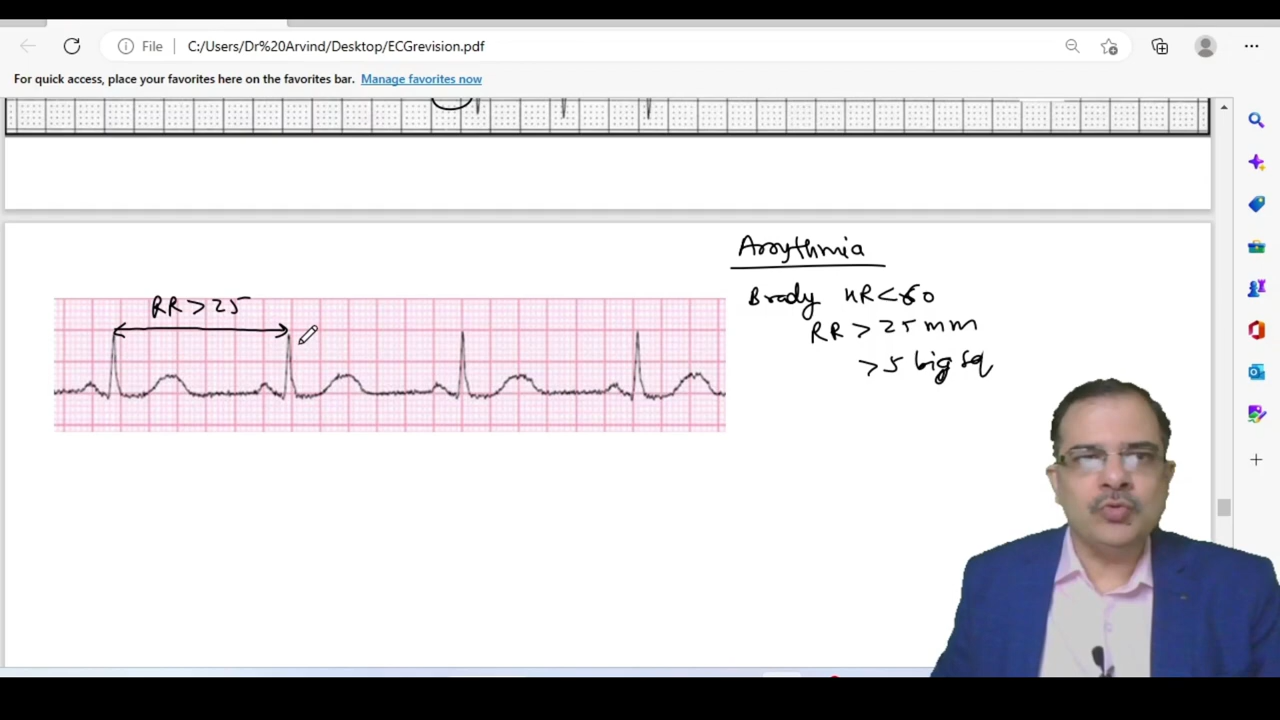 File C:/Users/Dr%20Arvind/Desktop/ECGrevision.pdf
For quick access, place your favorites here on the favorites bar. Manage favorites now
Arrythmia
RR > 25
Brady HR < 60
RR > 25 mm
> 5 big sq